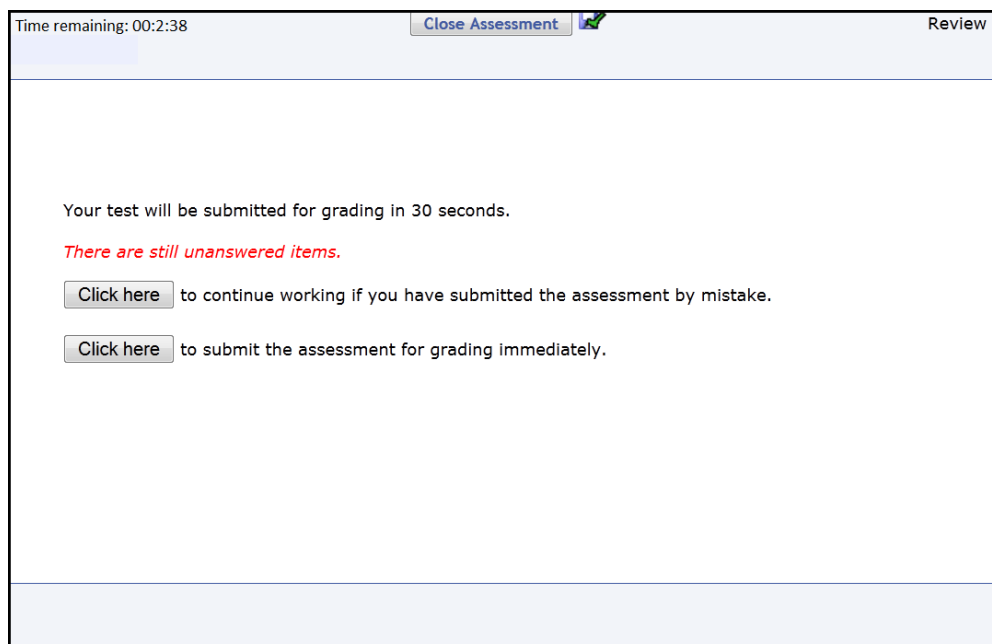 Time remaining: 00:2:38
Close Assessment
Review
Your test will be submitted for grading in 30 seconds.
There are still unanswered items.
Click here to continue working if you have submitted the assessment by mistake.
Click here to submit the assessment for grading immediately.